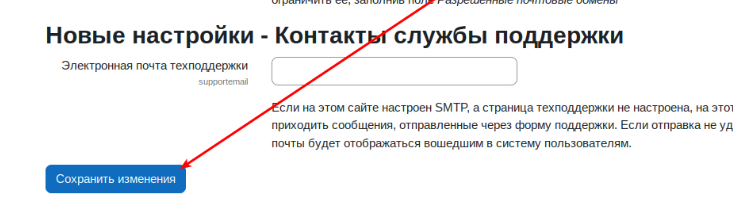 ограничить её, заполнив поле Разрешенные почтовые домены
Новые настройки - Контакты службы поддержки
Электронная почта техподдержки
supportemail
Если на этом сайте настроен SMTP, а страница техподдержки не настроена, на этот
приходить сообщения, отправленные через форму поддержки. Если отправка не уд
почты будет отображаться вошедшим в систему пользователям.
Сохранить изменения